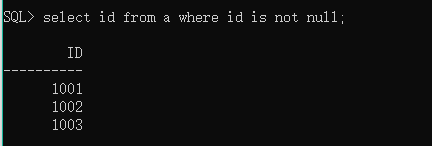 SQL> select id from a where id is not null;
ID
----------
1001
1002
1003